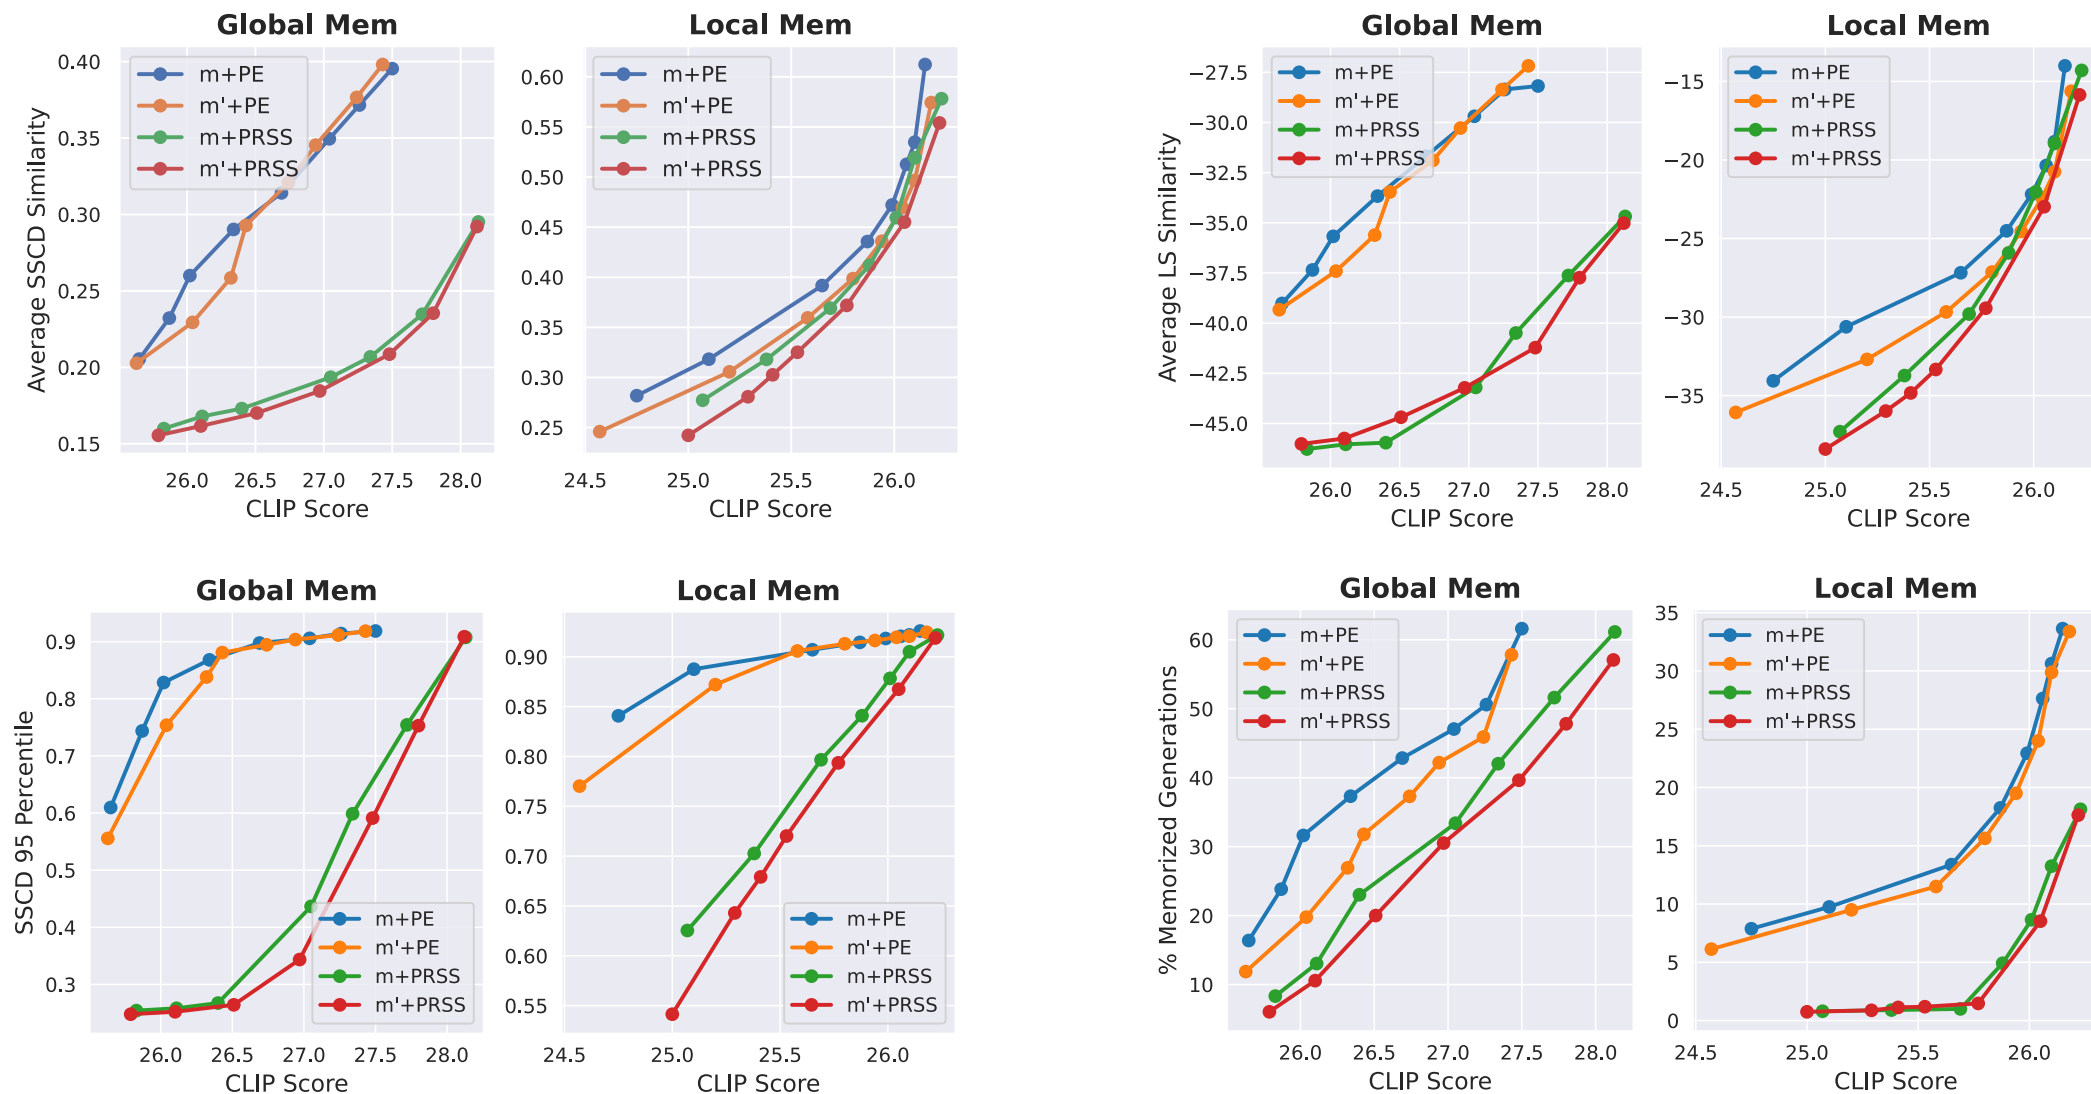 Global Mem
Average SSCD Similarity
0.40
0.35
0.30
0.25
0.20
0.15
m+PE
m'+PE
m+PRSS
m'+PRSS
26.0 26.5 27.0 27.5 28.0
CLIP Score
Local Mem
0.60
0.55
0.50
0.45
0.40
0.35
0.30
0.25
m+PE
m'+PE
m+PRSS
m'+PRSS
24.5 25.0 25.5 26.0
CLIP Score
Global Mem
Average LS Similarity
−27.5
−30.0
−32.5
−35.0
−37.5
−40.0
−42.5
−45.0
m+PE
m'+PE
m+PRSS
m'+PRSS
26.0 26.5 27.0 27.5 28.0
CLIP Score
Local Mem
−15
−20
−25
−30
−35
m+PE
m'+PE
m+PRSS
m'+PRSS
24.5 25.0 25.5 26.0
CLIP Score
Global Mem
SSCD 95 Percentile
0.9
0.8
0.7
0.6
0.5
0.4
0.3
m+PE
m'+PE
m+PRSS
m'+PRSS
26.0 26.5 27.0 27.5 28.0
CLIP Score
Local Mem
0.90
0.85
0.80
0.75
0.70
0.65
0.60
0.55
m+PE
m'+PE
m+PRSS
m'+PRSS
24.5 25.0 25.5 26.0
CLIP Score
Global Mem
% Memorized Generations
60
50
40
30
20
10
m+PE
m'+PE
m+PRSS
m'+PRSS
26.0 26.5 27.0 27.5 28.0
CLIP Score
Local Mem
35
30
25
20
15
10
5
0
m+PE
m'+PE
m+PRSS
m'+PRSS
24.5 25.0 25.5 26.0
CLIP Score